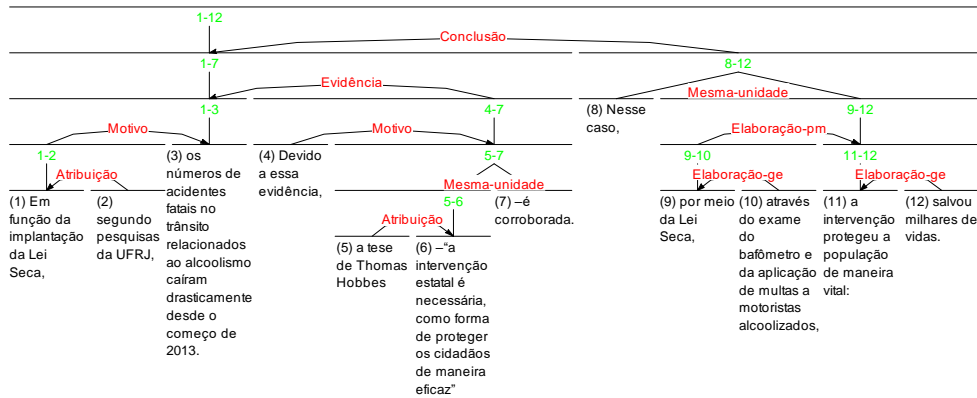 1-12
Conclusão
1-7
8-12
Evidência
Mesma-unidade
1-3
4-7
(8) Nesse
caso,
9-12
Motivo
Motivo
Elaboração-pm
1-2
(3) os
números de
acidentes
fatais no
trânsito
relacionados
ao alcoolismo
caíram
drasticamente
desde o
começo de
2013.
(4) Devido
a essa
evidência,
5-7
9-10
11-12
Atribuição
Mesma-unidade
Elaboração-ge
Elaboração-ge
(1) Em
função da
implantação
da Lei
Seca,
(2)
segundo
pesquisas
da UFRJ,
5-6
(7) –é
corroborada.
(9) por meio
da Lei
Seca,
(10) através
do exame
do
bafômetro e
da aplicação
de multas a
motoristas
alcoolizados,
(11) a
intervenção
protegeu a
população
de maneira
vital:
(12) salvou
milhares de
vidas.
Atribuição
(5) a tese
de Thomas
Hobbes
(6) –“a
intervenção
estatal é
necessária,
como forma
de proteger
os cidadãos
de maneira
eficaz”